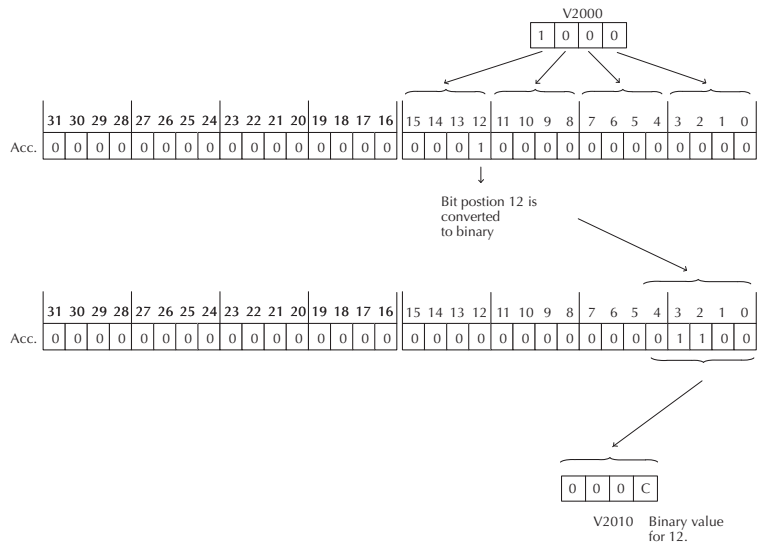 V2000
1 0 0 0
31 30 29 28 27 26 25 24 23 22 21 20 19 18 17 16 15 14 13 12 11 10 9 8 7 6 5 4 3 2 1 0
Acc. 0 0 0 0 0 0 0 0 0 0 0 0 0 0 0 0 0 0 0 1 0 0 0 0 0 0 0 0 0 0 0 0
Bit postion 12 is
converted
to binary
31 30 29 28 27 26 25 24 23 22 21 20 19 18 17 16 15 14 13 12 11 10 9 8 7 6 5 4 3 2 1 0
Acc. 0 0 0 0 0 0 0 0 0 0 0 0 0 0 0 0 0 0 0 0 0 0 0 0 0 0 0 0 1 1 0 0
0 0 0 C
V2010 Binary value
for 12.